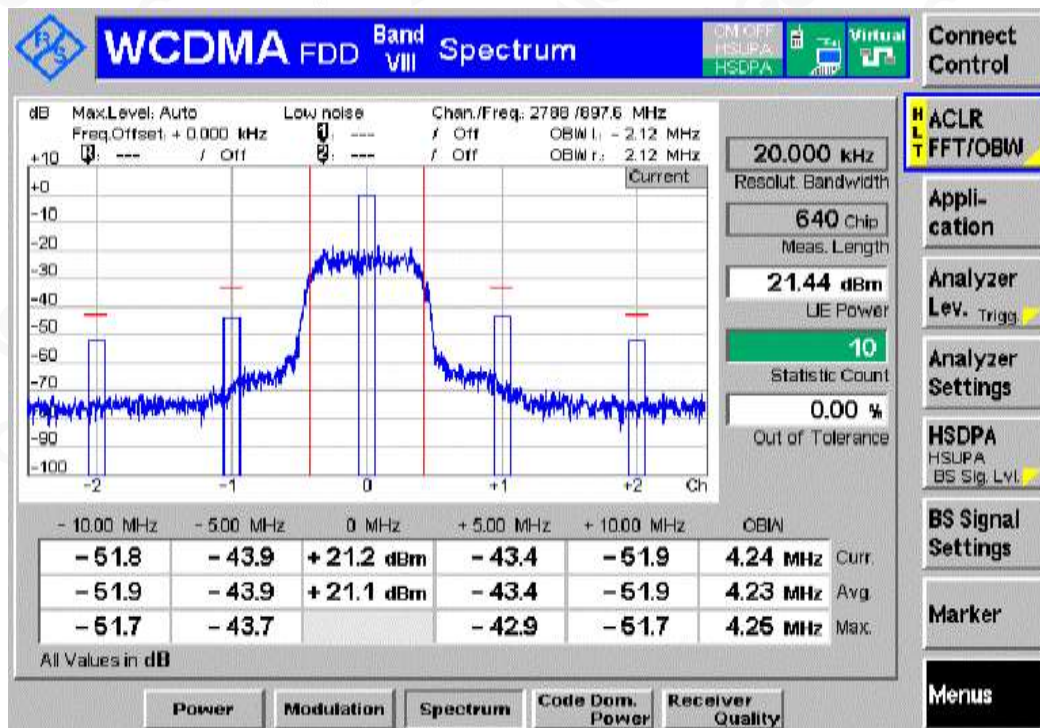 R&S
WCDMA FDD Band VIII Spectrum
CM OFF
HSUPA
HSDPA
Virtual
Connect Control
dB Max.Level: Auto Low noise Chan./Freq.: 2788 /897.6 MHz
Freq.Offset: + 0.000 kHz 1: --- / Off OBW l.: - 2.12 MHz
R: --- / Off 2: --- / Off OBW r.: 2.12 MHz
Current
+10
+0
-10
-20
-30
-40
-50
-60
-70
-80
-90
-100
-2 -1 0 +1 +2 Ch
20.000 kHz
Resolut. Bandwidth
640 Chip
Meas. Length
21.44 dBm
UE Power
10
Statistic Count
0.00 %
Out of Tolerance
HLT
ACLR
FFT/OBW
Appli-
cation
Analyzer
Lev. Trigg.
Analyzer
Settings
HSDPA
HSUPA
BS Sig. Lvl.
BS Signal
Settings
Marker
Menus
- 10.00 MHz - 5.00 MHz 0 MHz + 5.00 MHz + 10.00 MHz OBW
- 51.8 - 43.9 + 21.2 dBm - 43.4 - 51.9 4.24 MHz Curr.
- 51.9 - 43.9 + 21.1 dBm - 43.4 - 51.9 4.23 MHz Avg.
- 51.7 - 43.7 - 42.9 - 51.7 4.25 MHz Max.
All Values in dB
Power Modulation Spectrum Code Dom. Power Receiver Quality